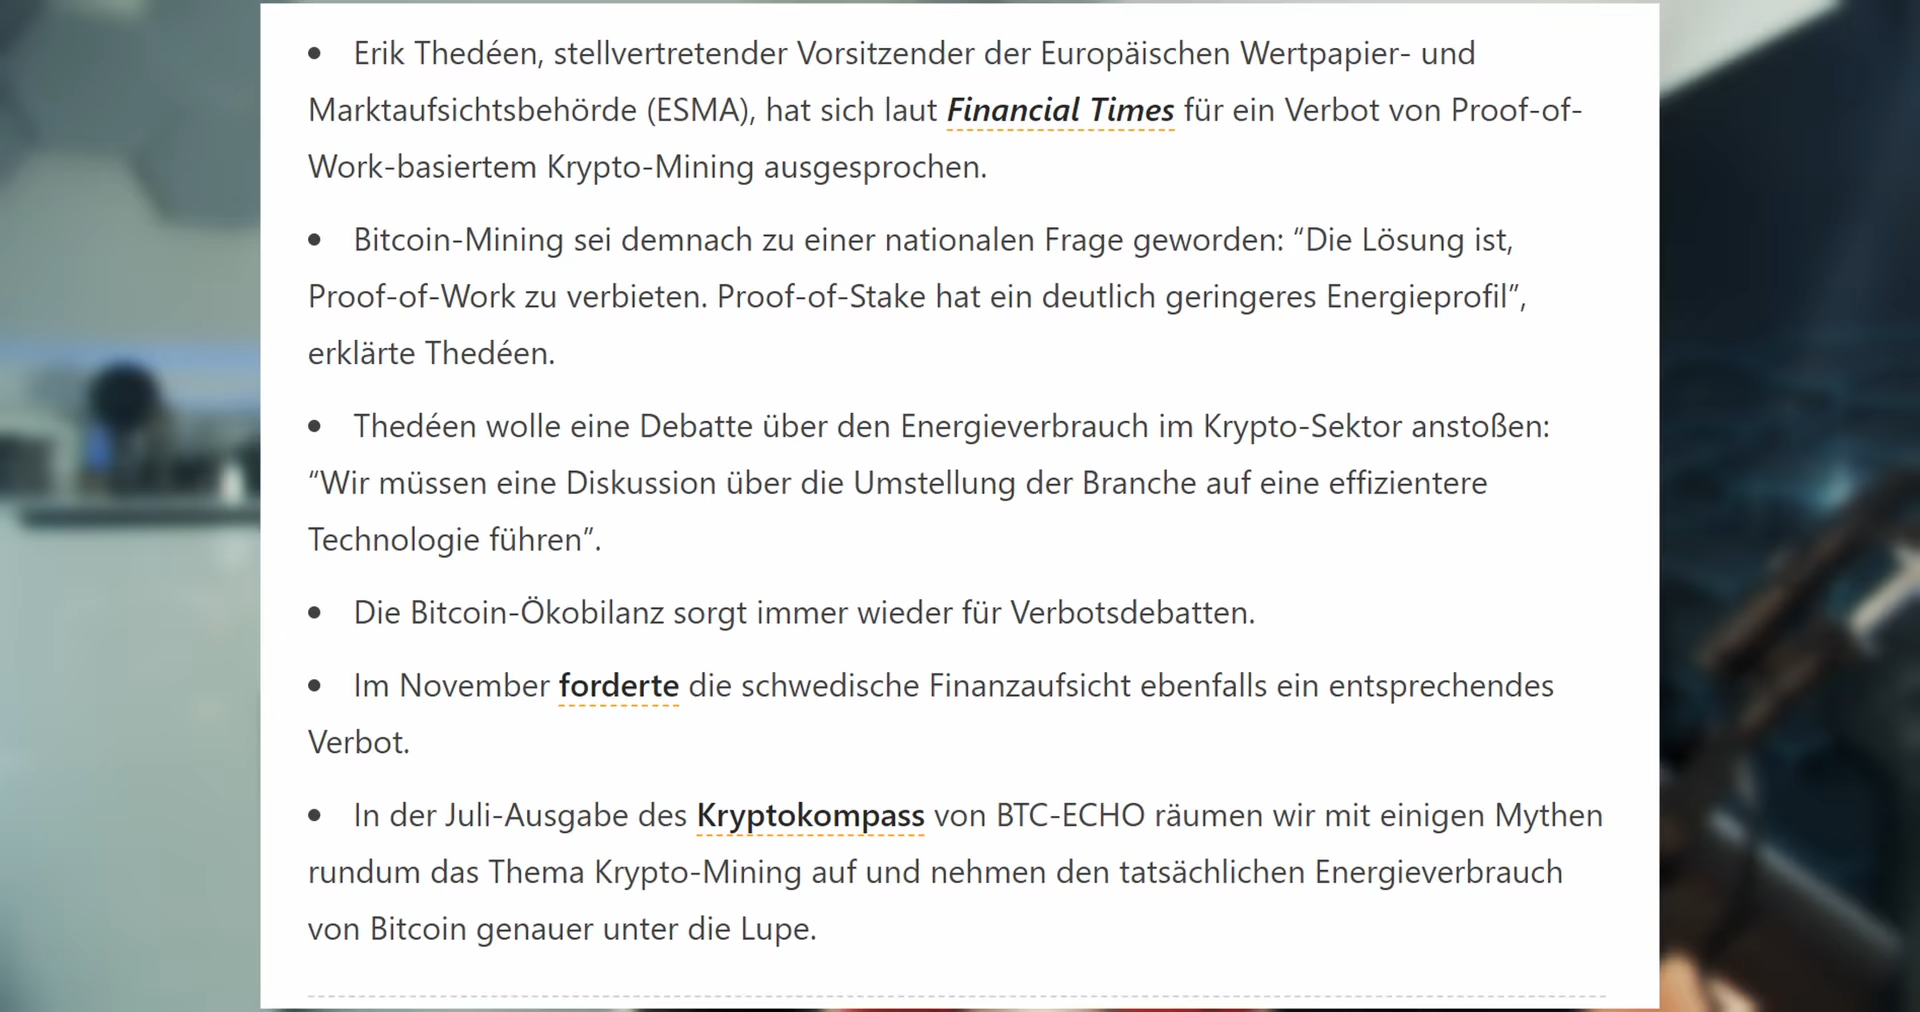 • Erik Thedéen, stellvertretender Vorsitzender der Europäischen Wertpapier- und
Marktaufsichtsbehörde (ESMA), hat sich laut Financial Times für ein Verbot von Proof-of-
Work-basiertem Krypto-Mining ausgesprochen.
• Bitcoin-Mining sei demnach zu einer nationalen Frage geworden: “Die Lösung ist,
Proof-of-Work zu verbieten. Proof-of-Stake hat ein deutlich geringeres Energieprofil”,
erklärte Thedéen.
• Thedéen wolle eine Debatte über den Energieverbrauch im Krypto-Sektor anstoßen:
“Wir müssen eine Diskussion über die Umstellung der Branche auf eine effizientere
Technologie führen”.
• Die Bitcoin-Ökobilanz sorgt immer wieder für Verbotsdebatten.
• Im November forderte die schwedische Finanzaufsicht ebenfalls ein entsprechendes
Verbot.
• In der Juli-Ausgabe des Kryptokompass von BTC-ECHO räumen wir mit einigen Mythen
rundum das Thema Krypto-Mining auf und nehmen den tatsächlichen Energieverbrauch
von Bitcoin genauer unter die Lupe.